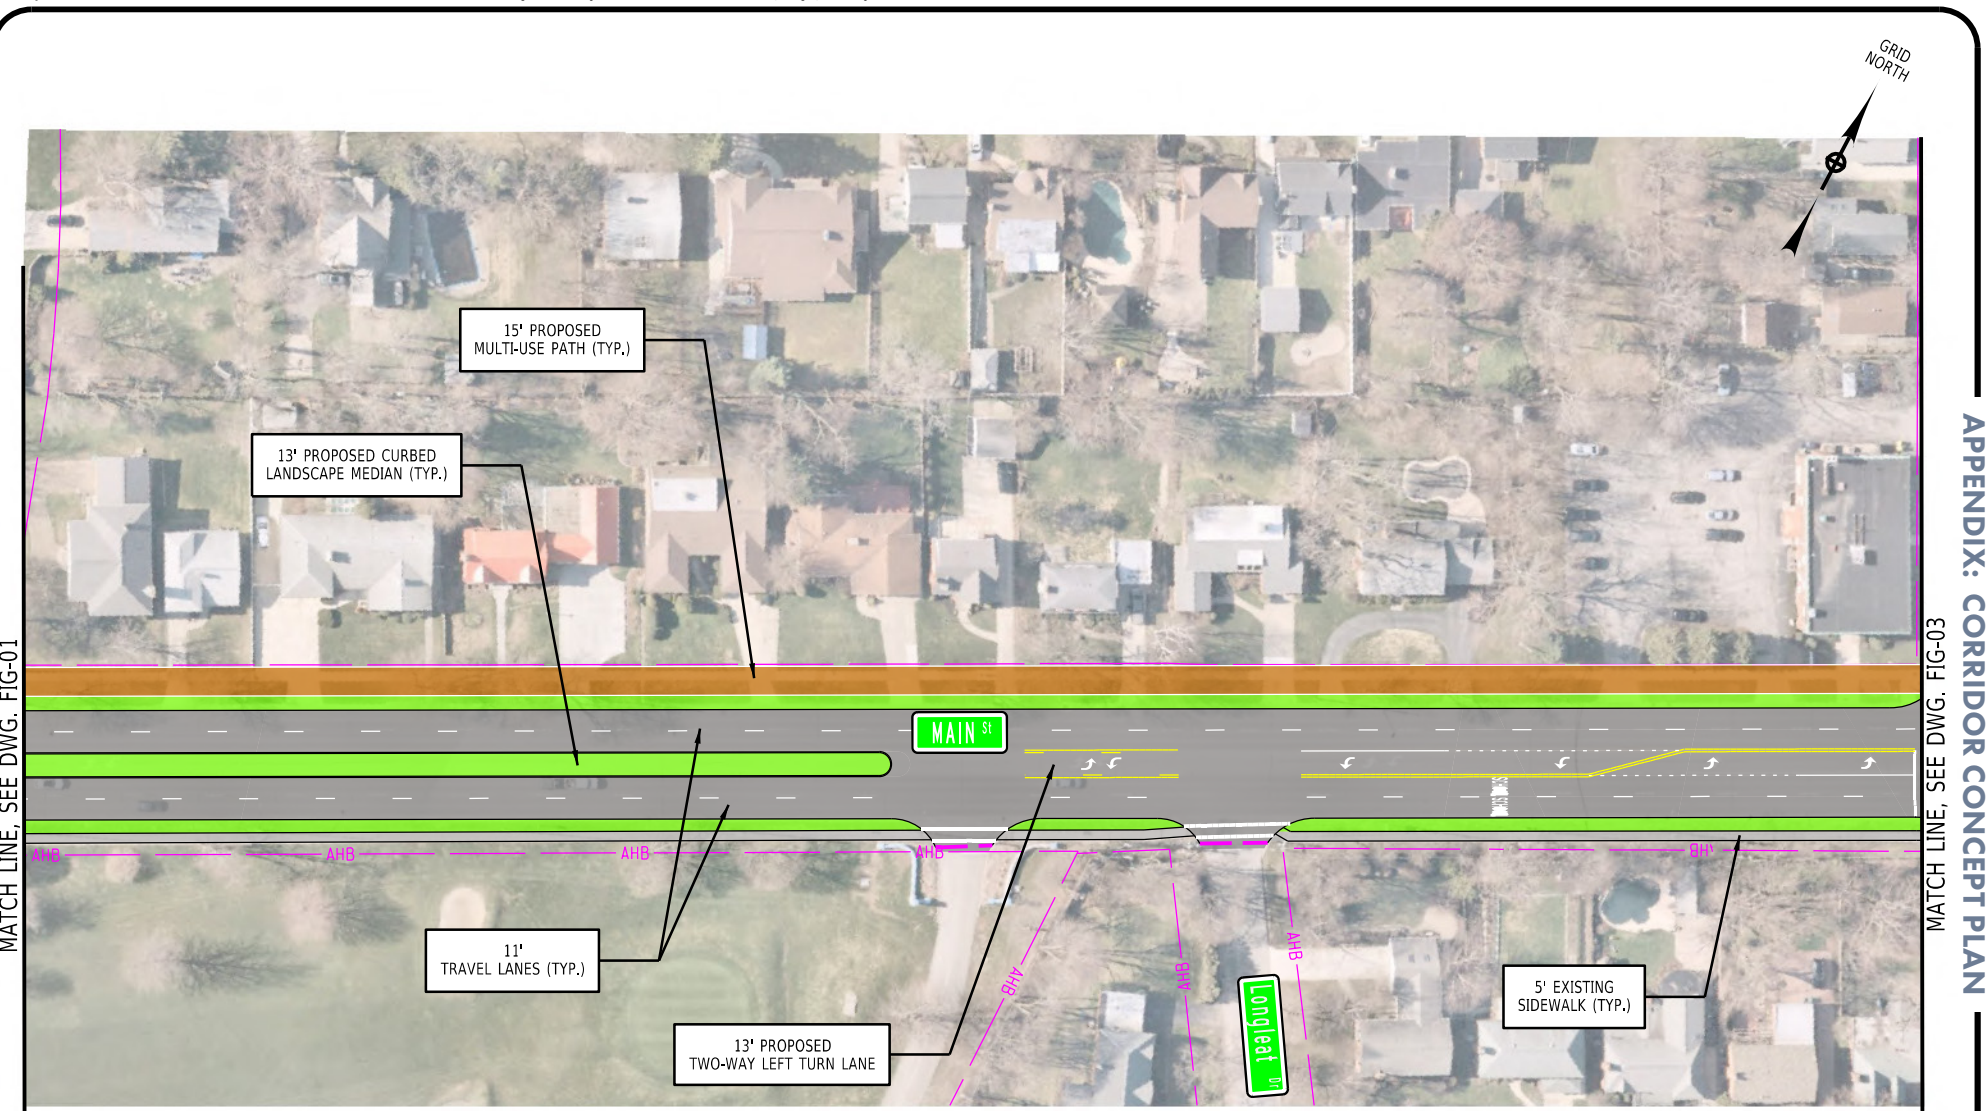 GRID
NORTH
15' PROPOSED
MULTI-USE PATH (TYP.)
13' PROPOSED CURBED
LANDSCAPE MEDIAN (TYP.)
MATCH LINE, SEE DWG. FIG-01
MATCH LINE, SEE DWG. FIG-03
APPENDIX: CORRIDOR CONCEPT PLAN
MAIN St
AHB
AHB
AHB
AHB
AHB
AHB
AHB
11'
TRAVEL LANES (TYP.)
13' PROPOSED
TWO-WAY LEFT TURN LANE
Longleat Dr
5' EXISTING
SIDEWALK (TYP.)